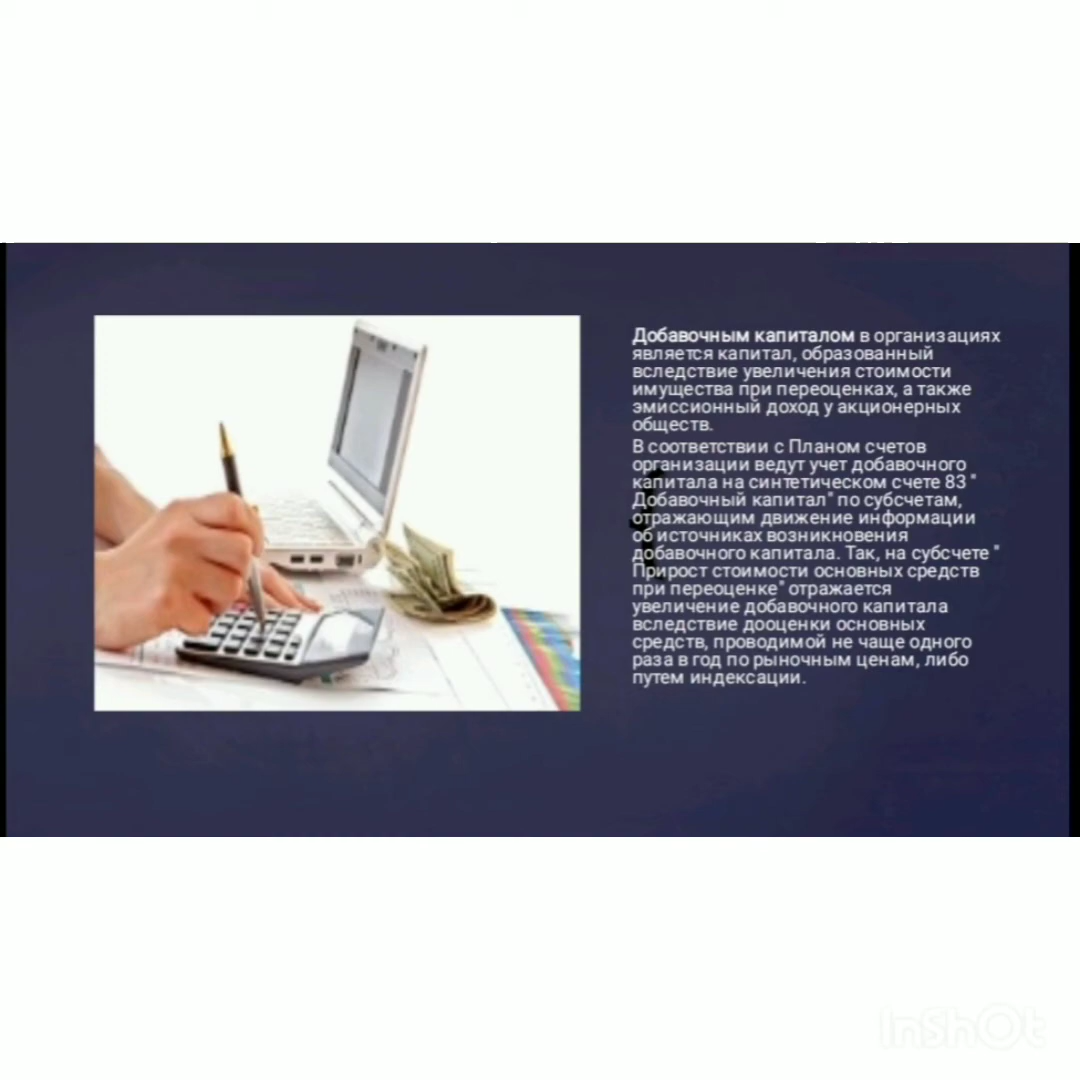 Добавочным капиталом в организациях
является капитал, образованный
вследствие увеличения стоимости
имущества при переоценках, а также
эмиссионный доход у акционерных
обществ.
В соответствии с Планом счетов
организации ведут учет добавочного
капитала на синтетическом счете 83 "
Добавочный капитал" по субсчетам,
отражающим движение информации
об источниках возникновения
добавочного капитала. Так, на субсчете "
Прирост стоимости основных средств
при переоценке" отражается
увеличение добавочного капитала
вследствие дооценки основных
средств, проводимой не чаще одного
раза в год по рыночным ценам, либо
путем индексации.
InShOt